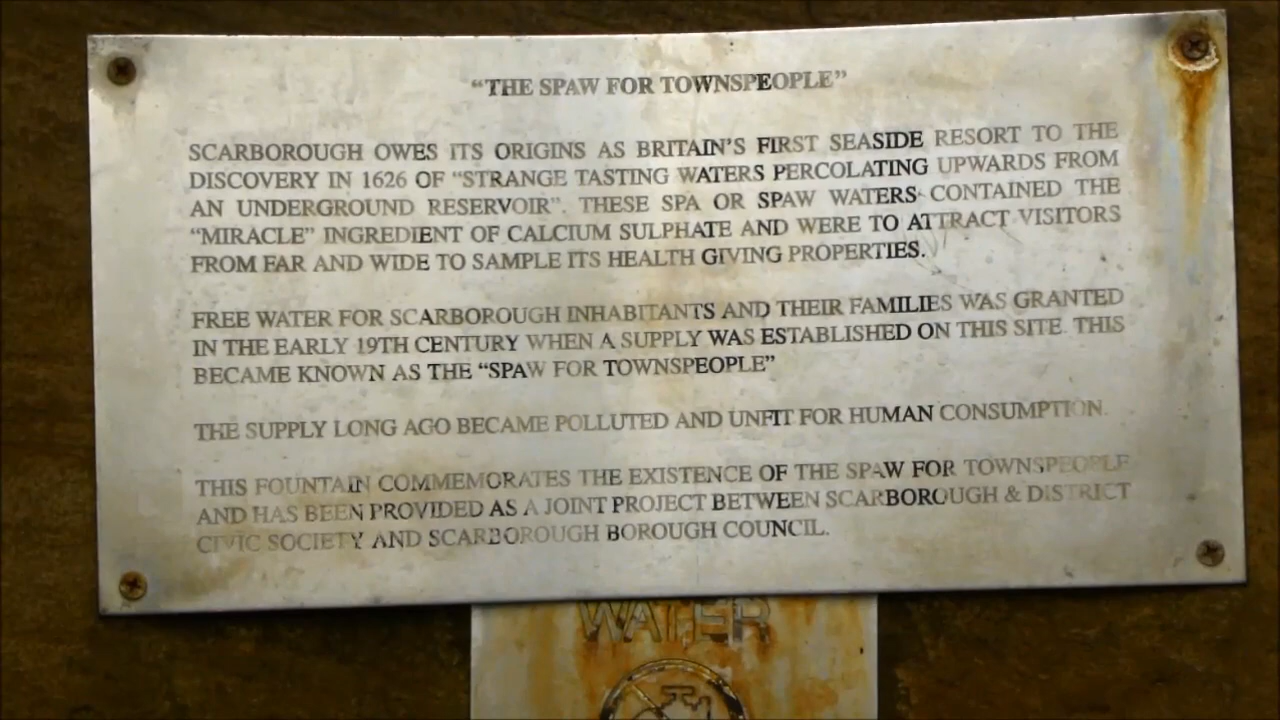 “THE SPAW FOR TOWNSPEOPLE”
SCARBOROUGH OWES ITS ORIGINS AS BRITAIN’S FIRST SEASIDE RESORT TO THE
DISCOVERY IN 1626 OF “STRANGE TASTING WATERS PERCOLATING UPWARDS FROM
AN UNDERGROUND RESERVOIR”. THESE SPA OR SPAW WATERS CONTAINED THE
“MIRACLE” INGREDIENT OF CALCIUM SULPHATE AND WERE TO ATTRACT VISITORS
FROM FAR AND WIDE TO SAMPLE ITS HEALTH GIVING PROPERTIES.
FREE WATER FOR SCARBOROUGH INHABITANTS AND THEIR FAMILIES WAS GRANTED
IN THE EARLY 19TH CENTURY WHEN A SUPPLY WAS ESTABLISHED ON THIS SITE. THIS
BECAME KNOWN AS THE “SPAW FOR TOWNSPEOPLE”
THE SUPPLY LONG AGO BECAME POLLUTED AND UNFIT FOR HUMAN CONSUMPTION.
THIS FOUNTAIN COMMEMORATES THE EXISTENCE OF THE SPAW FOR TOWNSPEOPLE
AND HAS BEEN PROVIDED AS A JOINT PROJECT BETWEEN SCARBOROUGH & DISTRICT
CIVIC SOCIETY AND SCARBOROUGH BOROUGH COUNCIL.
WATER